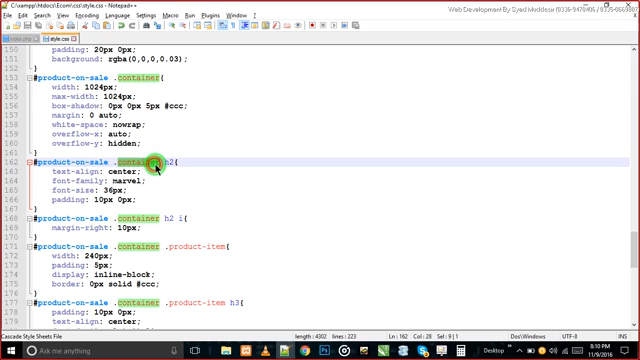 C:\xampp\htdocs\Ecom\css\style.css - Notepad++
Web Development By Syed Moddasir
File Edit Search View Encoding Language Settings Macro Run Plugins Window ?
index.php style.css
150 padding: 20px 0px;
151 background: rgba(0,0,0,0.03);
152 }
153 #product-on-sale .container{
154 width: 1024px;
155 max-width: 1024px;
156 box-shadow: 0px 0px 5px #ccc;
157 margin: 0 auto;
158 white-space: nowrap;
159 overflow-x: auto;
160 overflow-y: hidden;
161 }
162 #product-on-sale .container h2{
163 text-align: center;
164 font-family: marvel;
165 font-size: 36px;
166 padding: 10px 0px;
167 }
168 #product-on-sale .container h2 i{
169 margin-right: 10px;
170 }
171 #product-on-sale .container .product-item{
172 width: 240px;
173 padding: 5px;
174 display: inline-block;
175 border: 0px solid #ccc;
176 }
177 #product-on-sale .container .product-item h3{
178 padding: 10px 0px;
179 text-align: center;
Cascade Style Sheets File length : 4302 lines : 223 Ln : 162 Col : 28 Sel : 9 | 1 Dos\Windows UTF-8 INS
Ask me anything Desktop 8:10 PM
11/9/2016